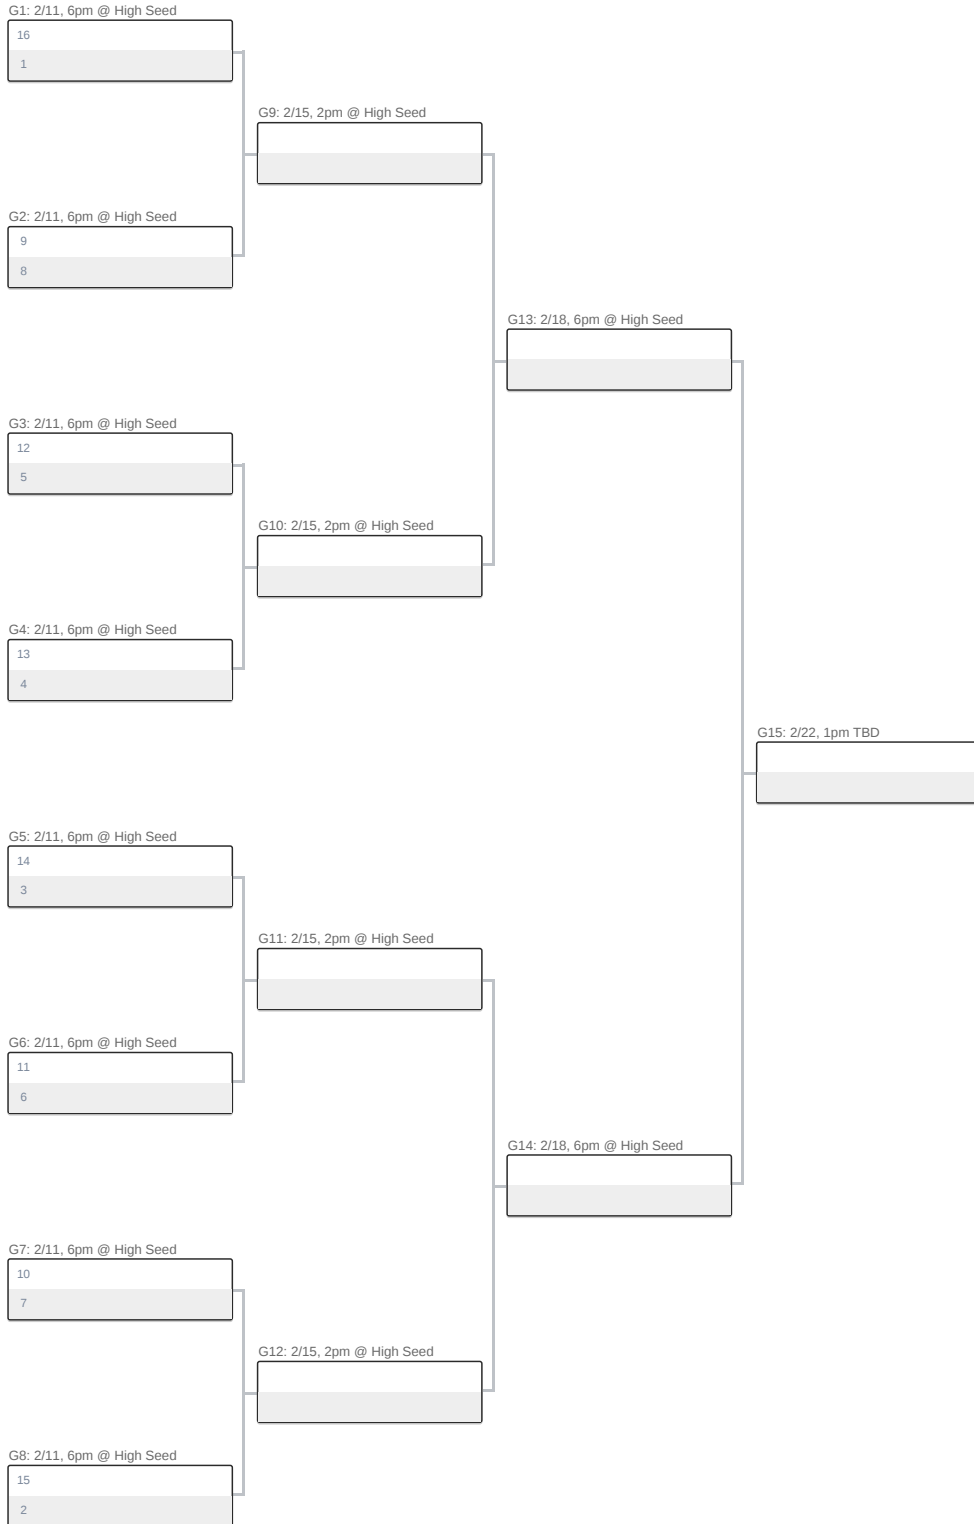 G1: 2/11, 6pm @ High Seed
16
1
G9: 2/15, 2pm @ High Seed
G2: 2/11, 6pm @ High Seed
9
8
G13: 2/18, 6pm @ High Seed
G3: 2/11, 6pm @ High Seed
12
5
G10: 2/15, 2pm @ High Seed
G4: 2/11, 6pm @ High Seed
13
4
G15: 2/22, 1pm TBD
G5: 2/11, 6pm @ High Seed
14
3
G11: 2/15, 2pm @ High Seed
G6: 2/11, 6pm @ High Seed
11
6
G14: 2/18, 6pm @ High Seed
G7: 2/11, 6pm @ High Seed
10
7
G12: 2/15, 2pm @ High Seed
G8: 2/11, 6pm @ High Seed
15
2